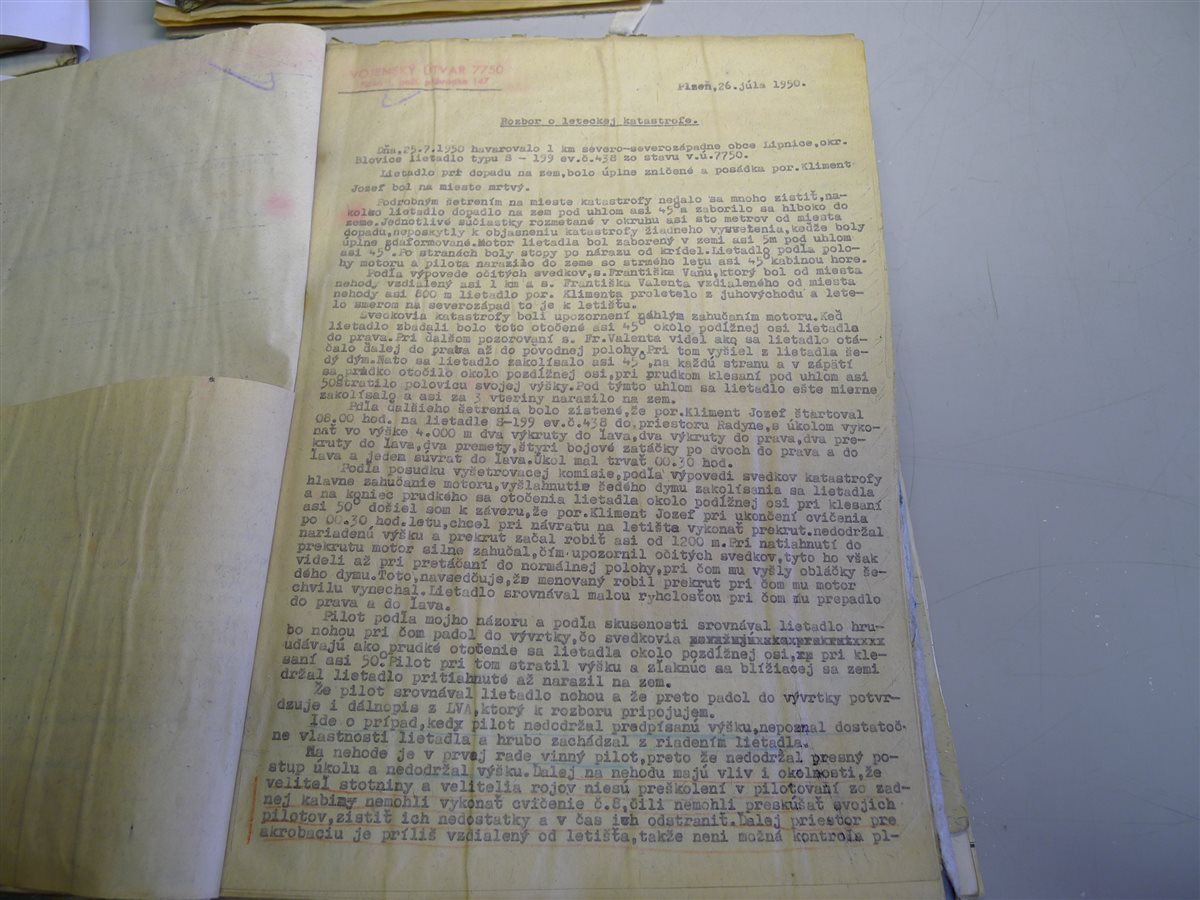 VOJENSKÝ ÚTVAR 7750
Plzeň, 26. júla 1950.
Rozbor o leteckej katastrofe.
Dňa.25.7.1950 havarovalo 1 km severo-severozápadne obce Lipnice,okr.
Blovice lietadlo typu S - 199 ev.č.438 zo stavu v.ú.7750.
Lietadlo pri dopadu na zem,bolo úplne zničené a posádka por.Kliment
Jozef bol na mieste mrtvý.
Podrobným šetrením na mieste katastrofy nedalo sa mnoho zistiť,na-
koľko lietadlo dopadlo na zem pod uhlom asi 45° a zaborilo sa hlboko do
zeme.Jednotlivé súčiastky rozmetané v okruhu asi sto metrov od miesta
dopadu,neposkytly k objasneniu katastrofy žiadneho vysvetenia,keďže boly
úplne zdaformované.Motor lietadla bol zaborený v zemi asi 5m pod uhlom
asi 45°.Po stranách boly stopy po nárazu od krídel.Lietadlo podľa polo-
hy motoru a pilota narazilo do zeme so strmého letu asi 45° kabinou hore.
Podľa výpovede očitých svedkov,s.Františka Vaňu,ktorý bol od miesta
nehody vzdialený asi 1 km a s. Františka Valenta vzdialeného od miesta
nehody asi 800 m lietadlo por. Klimenta proletelo z juhovýchodu a lete-
lo smerom na severozápad to je k letištu.
Svedkovia katastrofy boli upozornení náhlým zahučaním motoru.Keď
lietadlo zbadali bolo toto otočené asi 45° okolo podížnej osi lietadla
do prava.Pri ďalšom pozorovaní s. Fr.Valenta videl ako sa lietadlo otá-
čalo ďalej do prava až do pôvodnej polohy.Pri tom vyšiel z lietadla še-
dý dým.Nato sa lietadlo zakolísalo asi 45°,na každú stranu a v zápätí
sa prudko otočilo okolo pozdížnej osi,pri prudkom klesaní pod uhlom asi
50°stratilo polovicu svojej výšky.Pod týmto uhlom sa lietadlo ešte mierne
zakolísalo a asi za 3 vteriny narazilo na zem.
Pdľa ďalšieho šetrenia bolo zistené,že por.Kliment Jozef štartoval
08.00 hod. na lietadle S-199 ev.č.438 do priestoru Radyne,s úkolom vyko-
nať vo výške 4.000 m dva výkruty do ľava,dva výkruty do prava,dva pre-
kruty do ľava,dva premety,štyri bojové zatáčky po dvoch do prava a do
ľava a jeden súvrat do ľava.Úkol mal trvať 00.30 hod.
Podľa posudku vyšetrovacej komisie,podľa výpovedi svedkov katastrofy
hlavne zahučanie motoru,vyšlahnutie šedého dymu zakolísania sa lietadla
a na koniec prudkého sa otočenia lietadla okolo podížnej osi pri klesaní
asi 50° došiel som k záveru,že por.Kliment Jozef pri ukončení cvičenia
po 00.30 hod.letu,chcel pri návratu na letišta vykonať prekrut.nedodržal
nariadenú výšku a prekrut začal robiť asi od 1200 m.Pri natiahnutí do
prekrutu motor silne zahučal,čím upozornil očitých svedkov,tyto ho však
videli až pri pretáčaní do normálnej polohy,pri čom mu vyšly obláčky še-
dého dymu.Toto,navsedčuje,že menovaný robil prekrut pri čom mu motor
chvilu vynechal.Lietadlo srovnával malou ryhclosťou pri čom mu prepadlo
do prava a do ľava.
Pilot podľa mojho názoru a podľa skusenosti srovnával lietadlo hru-
bo nohou pri čom padol do vývrtky,čo svedkovia
udávajú ako prudké otočenie sa lietadla okolo pozdížnej osi,xx pri kle-
saní asi 50°.Pilot pri tom stratil výšku a zlaknúc sa blížiacej sa zemi
držal lietadlo pritiahnuté až narazil na zem.
Že pilot srovnával lietadlo nohou a že preto padol do vývrtky potvr-
dzuje i dálnopis z LVA,ktorý k rozboru pripojujem.
Ide o prípad,kedy pilot nedodržal predpísanú výšku,nepoznal dostatoč-
ne vlastnosti lietadla a hrubo zachádzal z riadením lietadla.
Na nehode je v prvej rade vinný pilot,preto že nedodržal presný po-
stup úkolu a nedodržal výšku.Ďalej na nehodu majú vliv i okolnosti,že
veliteľ stotniny a velitelia rojov niesú preškolení v pilotovaní zo zad-
nej kabiny nemohli vykonať cvičenie č.8,čili nemohli preskúšať svojich
pilotov,zistiť ich nedostatky a v čas ich odstraniť.Ďalej priestor pre
akrobaciu je príliš vzdialený od letišťa,takže neni možná kontrola pl-